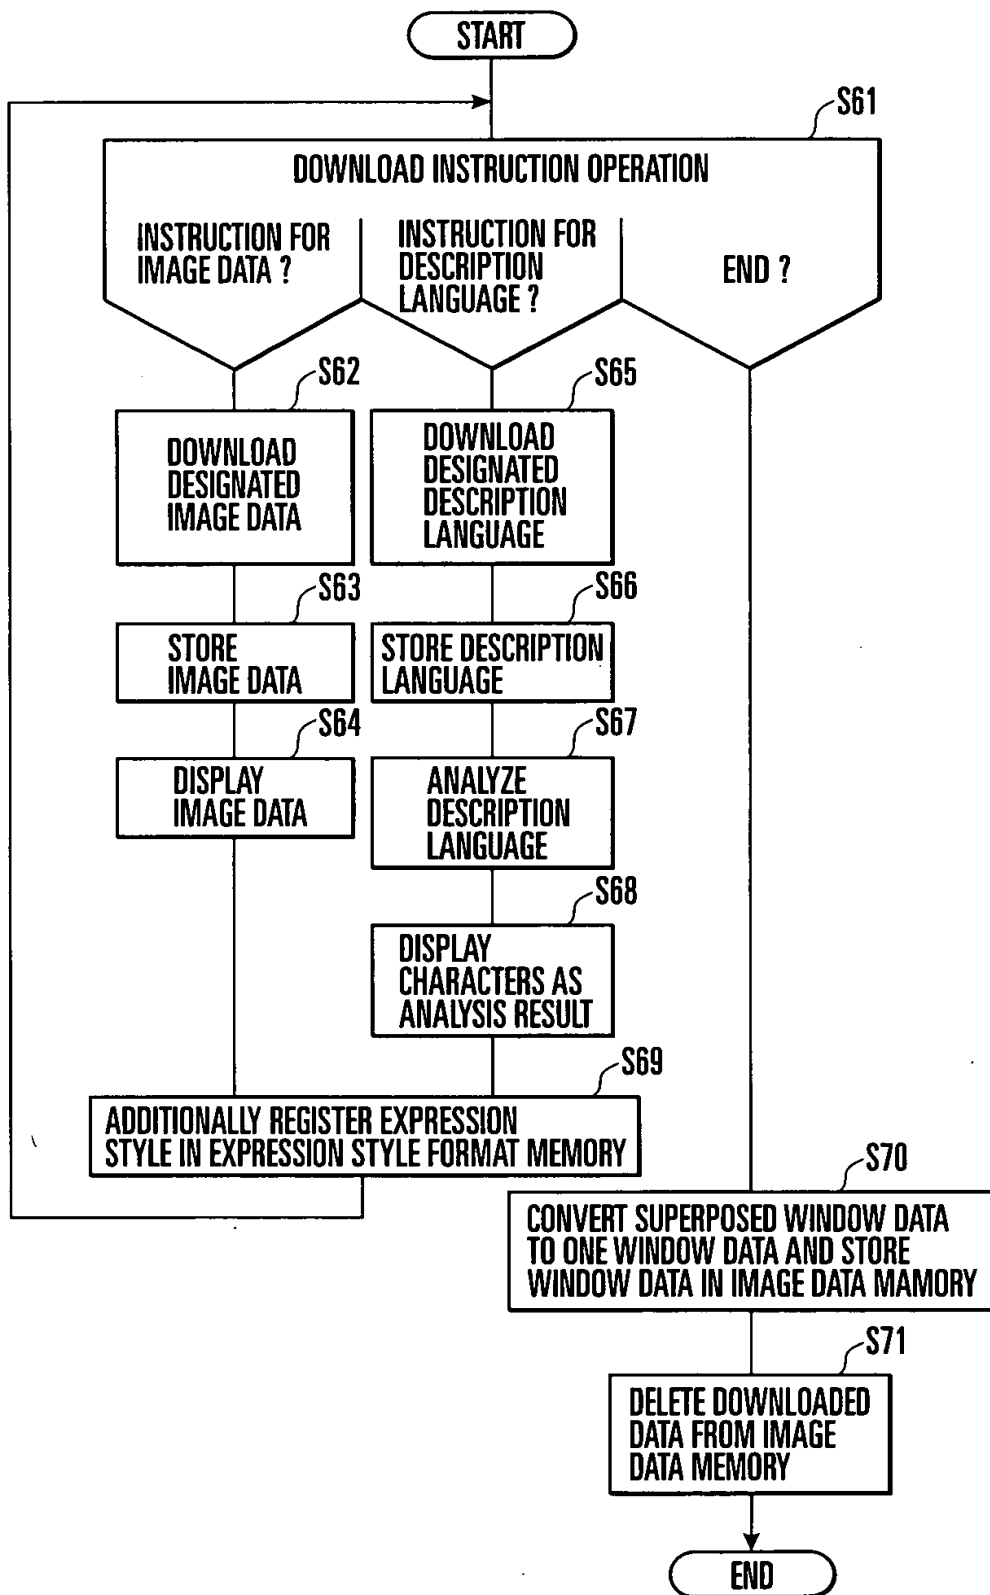 START
S61
DOWNLOAD INSTRUCTION OPERATION
INSTRUCTION FOR
IMAGE DATA ?
INSTRUCTION FOR
DESCRIPTION
LANGUAGE ?
END ?
S62
DOWNLOAD
DESIGNATED
IMAGE DATA
S65
DOWNLOAD
DESIGNATED
DESCRIPTION
LANGUAGE
S63
STORE
IMAGE DATA
S66
STORE DESCRIPTION
LANGUAGE
S64
DISPLAY
IMAGE DATA
S67
ANALYZE
DESCRIPTION
LANGUAGE
S68
DISPLAY
CHARACTERS AS
ANALYSIS RESULT
S69
ADDITIONALLY REGISTER EXPRESSION
STYLE IN EXPRESSION STYLE FORMAT MEMORY
S70
CONVERT SUPERPOSED WINDOW DATA
TO ONE WINDOW DATA AND STORE
WINDOW DATA IN IMAGE DATA MAMORY
S71
DELETE DOWNLOADED
DATA FROM IMAGE
DATA MEMORY
END